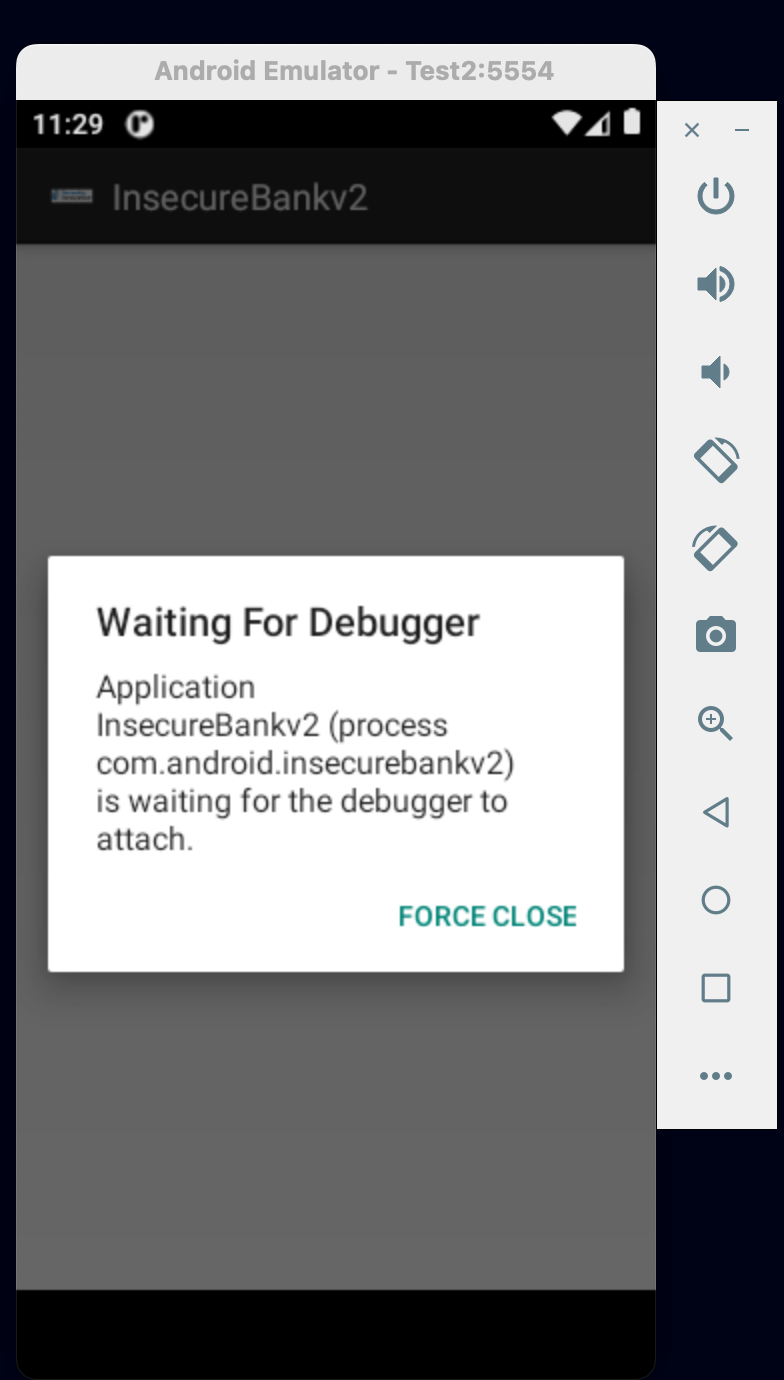 Android Emulator - Test2:5554
11:29
InsecureBankv2
Waiting For Debugger
Application
InsecureBankv2 (process
com.android.insecurebankv2)
is waiting for the debugger to
attach.
FORCE CLOSE